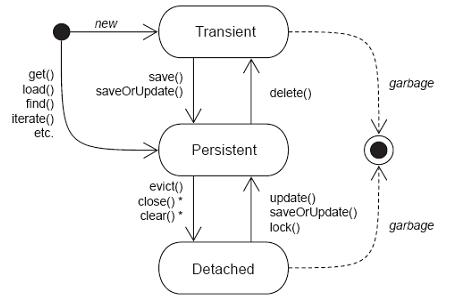 new
Transient
get()
load()
find()
iterate()
etc.
save()
saveOrUpdate()
delete()
garbage
Persistent
evict()
close() *
clear() *
update()
saveOrUpdate()
lock()
garbage
Detached